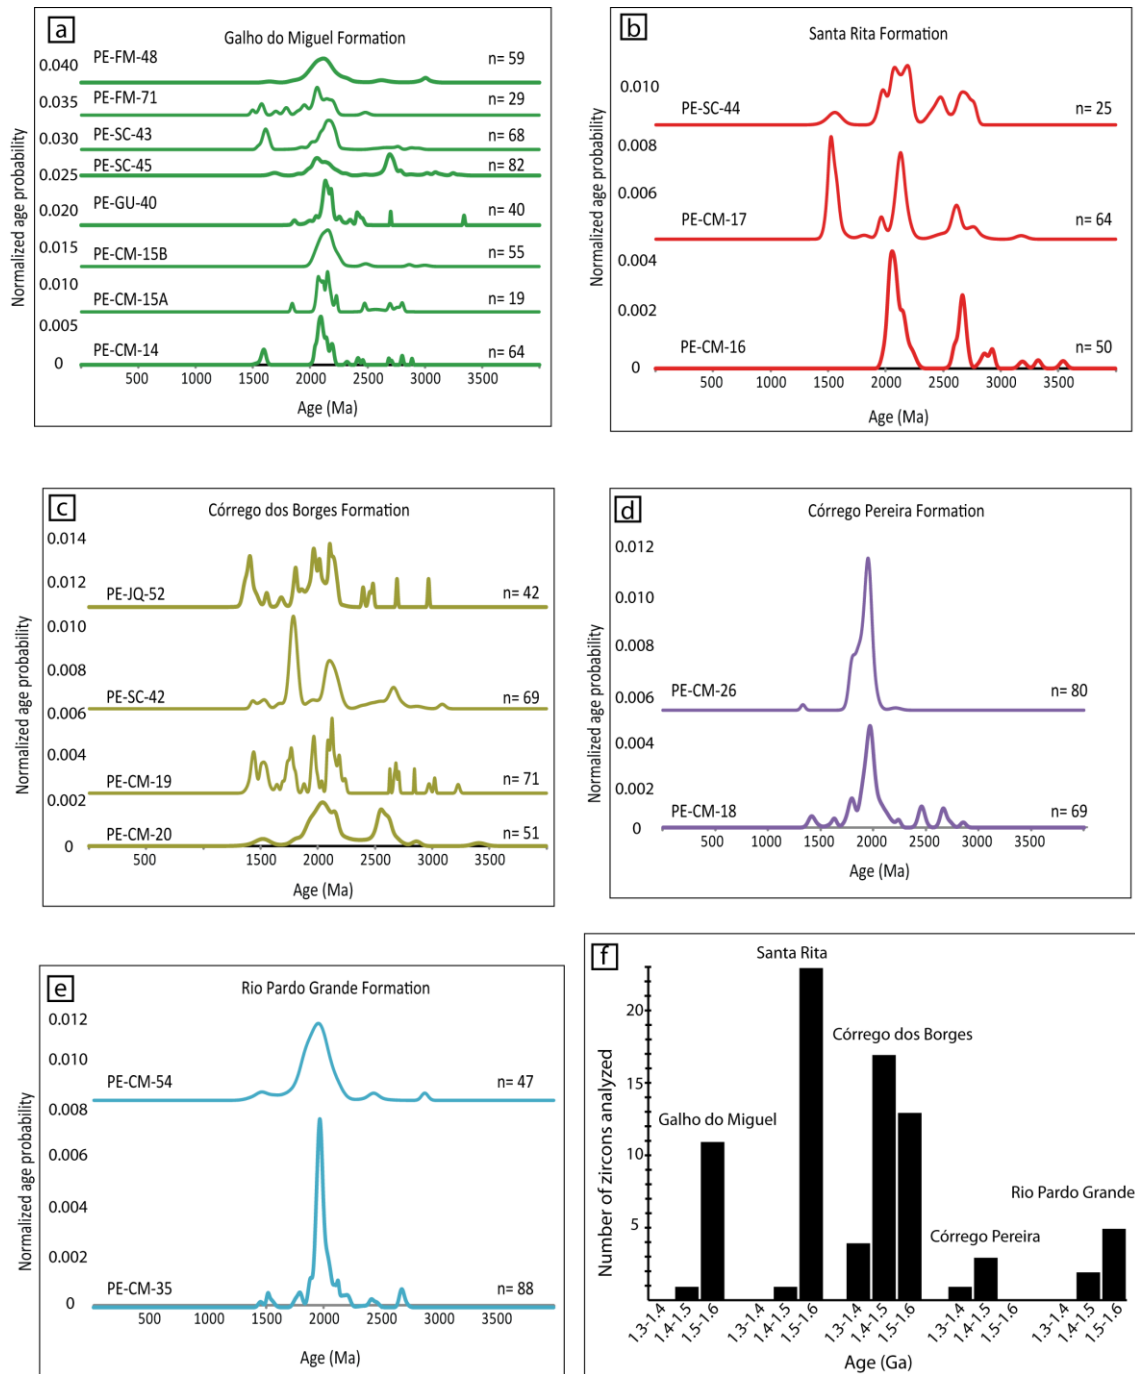 a
Galho do Miguel Formation
Normalized age probability
0.040
0.035
0.030
0.025
0.020
0.015
0.010
0.005
0
PE-FM-48
n= 59
PE-FM-71
n= 29
PE-SC-43
n= 68
PE-SC-45
n= 82
PE-GU-40
n= 40
PE-CM-15B
n= 55
PE-CM-15A
n= 19
PE-CM-14
n= 64
500 1000 1500 2000 2500 3000 3500
Age (Ma)
b
Santa Rita Formation
Normalized age probability
0.010
0.008
0.006
0.004
0.002
0
PE-SC-44
n= 25
PE-CM-17
n= 64
PE-CM-16
n= 50
500 1000 1500 2000 2500 3000 3500
Age (Ma)
c
Córrego dos Borges Formation
Normalized age probability
0.014
0.012
0.010
0.008
0.006
0.004
0.002
0
PE-JQ-52
n= 42
PE-SC-42
n= 69
PE-CM-19
n= 71
PE-CM-20
n= 51
500 1500 2000 2500 3000 3500
Age (Ma)
d
Córrego Pereira Formation
Normalized age probability
0.012
0.010
0.008
0.006
0.004
0.002
0
PE-CM-26
n= 80
PE-CM-18
n= 69
500 1000 1500 2000 2500 3000 3500
Age (Ma)
e
Rio Pardo Grande Formation
Normalized age probability
0.012
0.010
0.008
0.006
0.004
0.002
0
PE-CM-54
n= 47
PE-CM-35
n= 88
500 1000 1500 2000 2500 3000 3500
Age (Ma)
f
Number of zircons analyzed
20
15
10
5
Galho do Miguel
Santa Rita
Córrego dos Borges
Córrego Pereira
Rio Pardo Grande
1.3-1.4 1.4-1.5 1.5-1.6 1.3-1.4 1.4-1.5 1.5-1.6 1.3-1.4 1.4-1.5 1.5-1.6 1.3-1.4 1.4-1.5 1.5-1.6 1.3-1.4 1.4-1.5 1.5-1.6
Age (Ga)